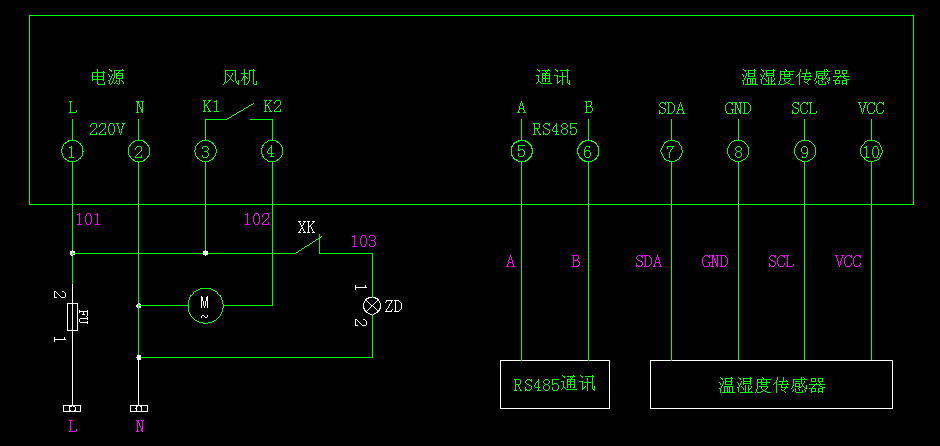 电源 风机 通讯 温湿度传感器
L N K1 K2 A B SDA GND SCL VCC
220V RS485
1 2 3 4 5 6 7 8 9 10
101 102
XK 103
A B SDA GND SCL VCC
2 1
M ZD
~
FU 2
1
RS485通讯 温湿度传感器
L N